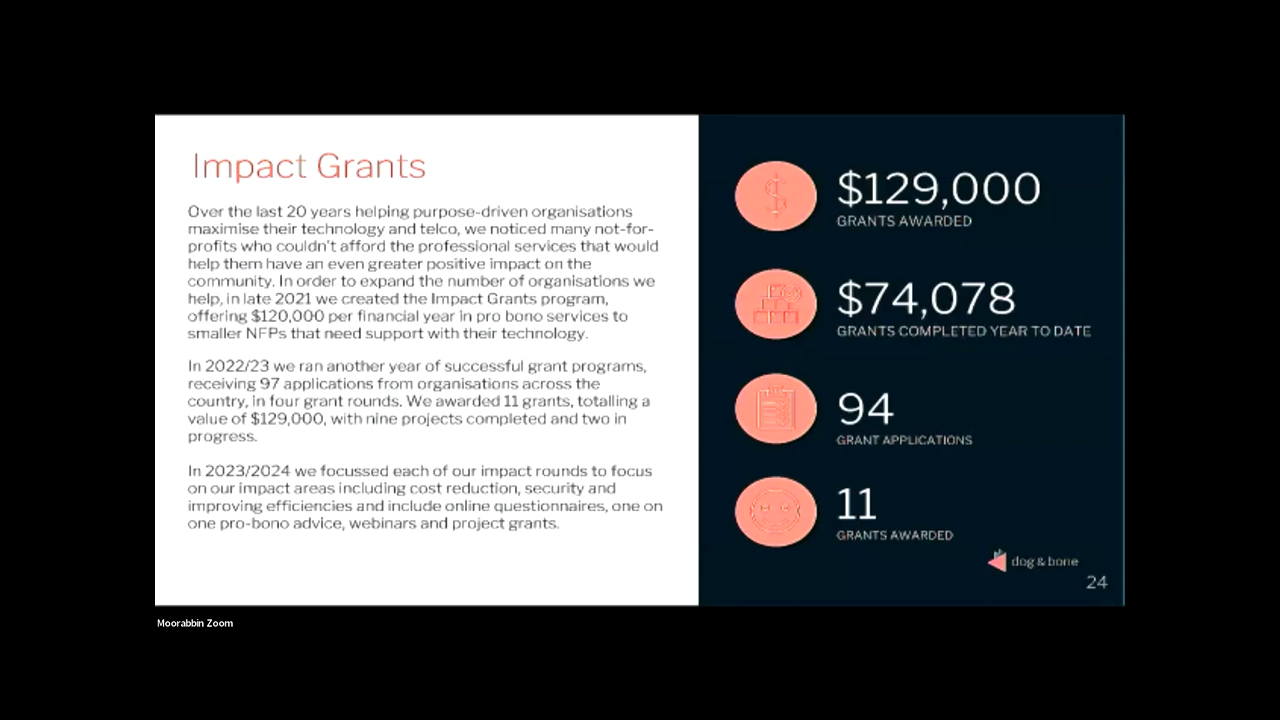 Impact Grants
Over the last 20 years helping purpose-driven organisations
maximise their technology and telco, we noticed many not-for-
profits who couldn't afford the professional services that would
help them have an even greater positive impact on the
community. In order to expand the number of organisations we
help, in late 2021 we created the Impact Grants program,
offering $120,000 per financial year in pro bono services to
smaller NFPs that need support with their technology.
In 2022/23 we ran another year of successful grant programs,
receiving 97 applications from organisations across the
country, in four grant rounds. We awarded 11 grants, totalling a
value of $129,000, with nine projects completed and two in
progress.
In 2023/2024 we focussed each of our impact rounds to focus
on our impact areas including cost reduction, security and
improving efficiencies and include online questionnaires, one on
one pro-bono advice, webinars and project grants.
$129,000
GRANTS AWARDED
$74,078
GRANTS COMPLETED YEAR TO DATE
94
GRANT APPLICATIONS
11
GRANTS AWARDED
dog & bone
24
Moorabbin Zoom